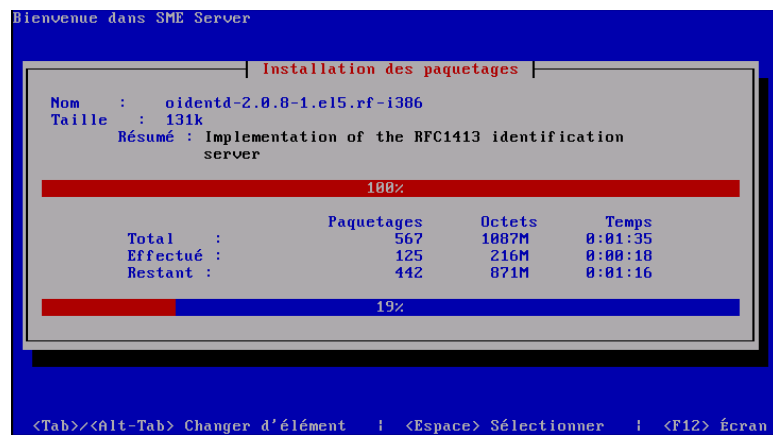 Bienvenue dans SME Server
Installation des paquetages
Nom : oidentd-2.0.8-1.el5.rf-i386
Taille : 131k
Résumé : Implementation of the RFC1413 identification
server
100%
Paquetages Octets Temps
Total : 567 1087M 0:01:35
Effectué : 125 216M 0:00:18
Restant : 442 871M 0:01:16
19%
<Tab>/<Alt-Tab> Changer d'élément | <Espace> Sélectionner | <F12> Écran